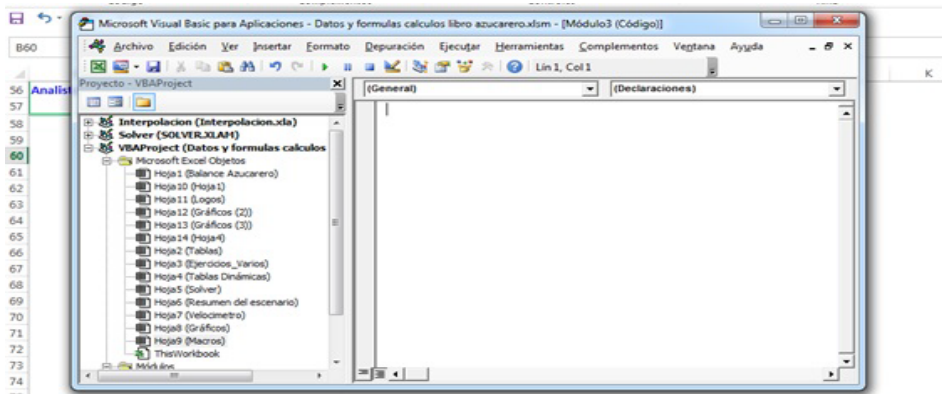 Microsoft Visual Basic para Aplicaciones - Datos y formulas calculos libro azucarero.xlsm - [Módulo3 (Código)]
B60
Archivo Edición Ver Insertar Formato Depuración Ejecutar Herramientas Complementos Ventana Ayuda
Lín 1, Col 1
K
Proyecto - VBAProject
(General)
(Declaraciones)
56 Analist
57
Interpolacion (Interpolacion.xla)
58
Solver (SOLVER.XLAM)
59
VBAProject (Datos y formulas calculos
60
Microsoft Excel Objetos
61
Hoja1 (Balance Azucarero)
62
Hoja10 (Hoja1)
63
Hoja11 (Logos)
64
Hoja12 (Gráficos (2))
Hoja13 (Gráficos (3))
65
Hoja14 (Hoja4)
66
Hoja2 (Tablas)
67
Hoja3 (Ejercicios_Varios)
68
Hoja4 (Tablas Dinámicas)
Hoja5 (Solver)
69
Hoja6 (Resumen del escenario)
70
Hoja7 (Velocimetro)
71
Hoja8 (Gráficos)
72
Hoja9 (Macros)
ThisWorkbook
73
Módulos
74